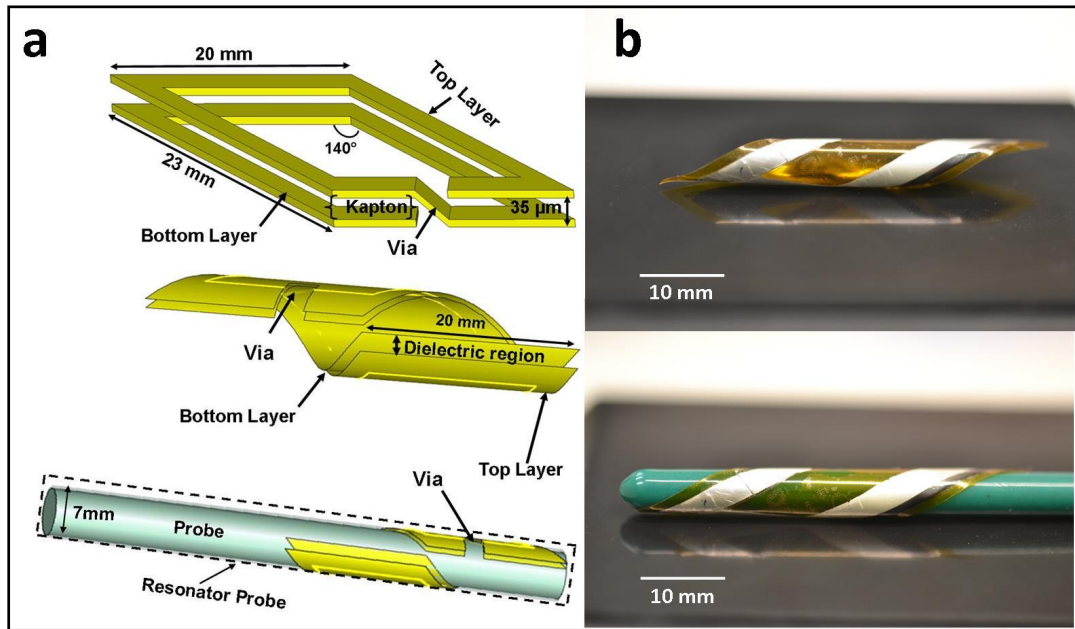 a
20 mm
Top Layer
140°
23 mm
Kapton
35 µm
Bottom Layer
Via
20 mm
Via
Dielectric region
Bottom Layer
Top Layer
Via
7mm
Probe
Resonator Probe
b
10 mm
10 mm